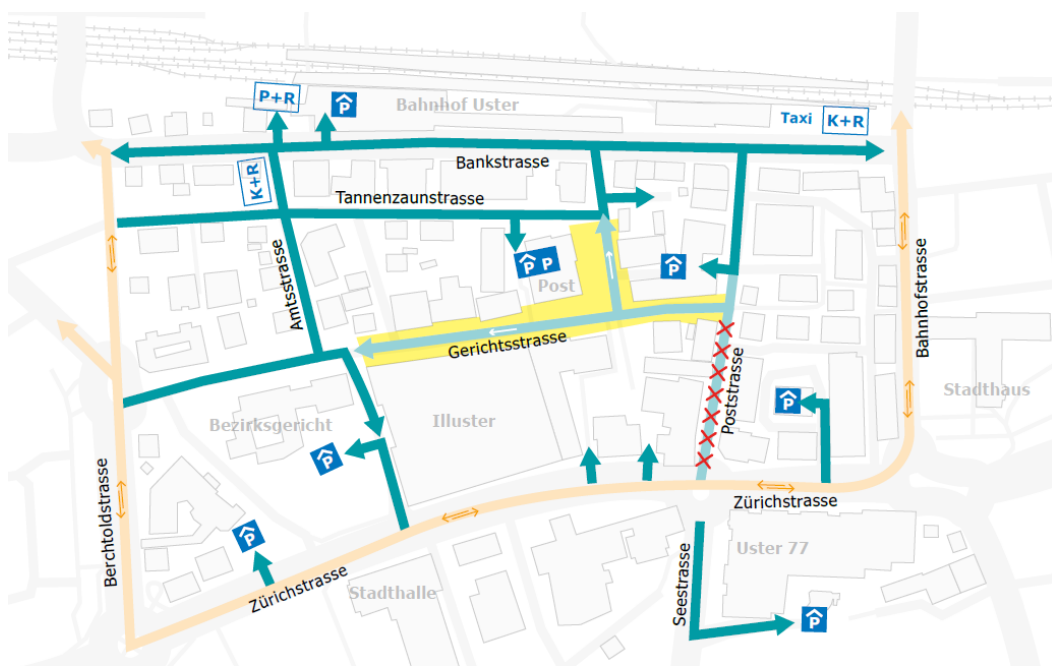 P+R
Bahnhof Uster
P
Taxi
K+R
Bankstrasse
K+R
Tannenzaunstrasse
P P
Post
P
Amtsstrasse
Gerichtsstrasse
Poststrasse
Bahnhofstrasse
Stadthaus
P
Bezirksgericht
Illuster
P
Berchtoldstrasse
Zürichstrasse
Uster 77
P
Zürichstrasse
Stadthalle
Seestrasse
P